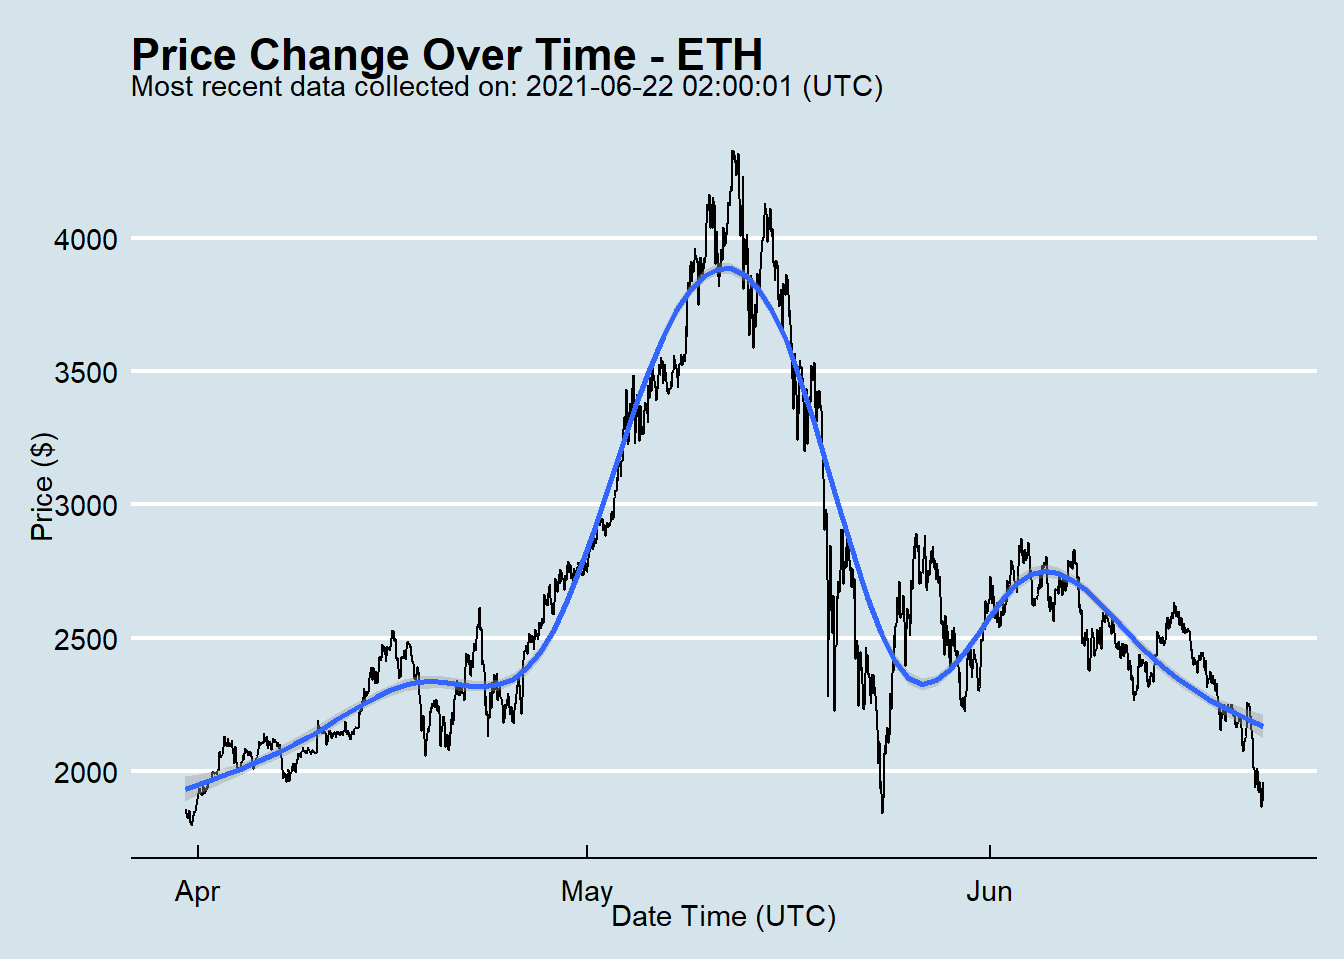 Price Change Over Time - ETH
Most recent data collected on: 2021-06-22 02:00:01 (UTC)
Price ($)
4000
3500
3000
2500
2000
Apr
May
Jun
Date Time (UTC)